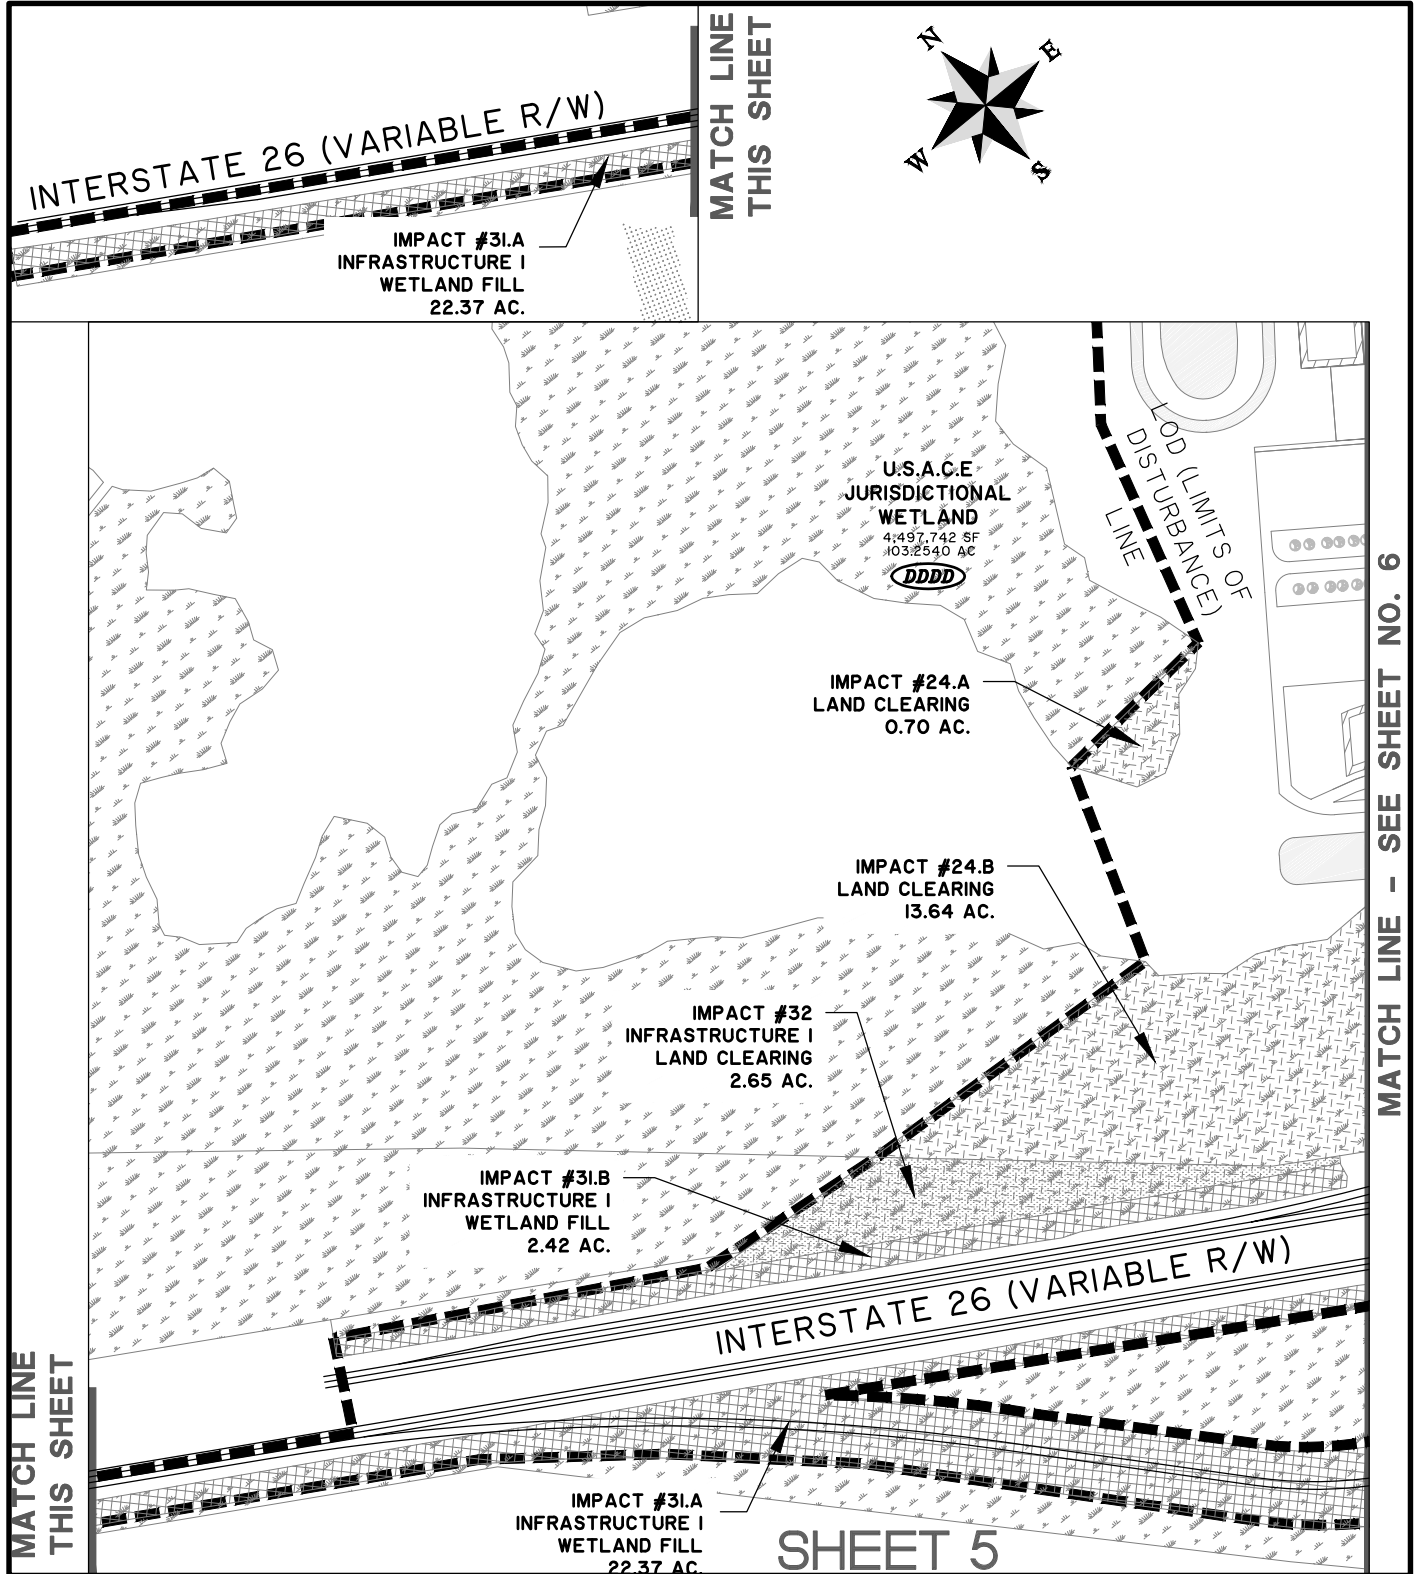 MATCH LINE
THIS SHEET
N
E
W
S
INTERSTATE 26 (VARIABLE R/W)
IMPACT #31.A
INFRASTRUCTURE I
WETLAND FILL
22.37 AC.
LOD (LIMITS OF
DISTURBANCE)
LINE
U.S.A.C.E
JURISDICTIONAL
WETLAND
4,497,742 SF
103.2540 AC
DDDD
IMPACT #24.A
LAND CLEARING
0.70 AC.
IMPACT #24.B
LAND CLEARING
13.64 AC.
MATCH LINE - SEE SHEET NO. 6
IMPACT #32
INFRASTRUCTURE I
LAND CLEARING
2.65 AC.
IMPACT #31.B
INFRASTRUCTURE I
WETLAND FILL
2.42 AC.
INTERSTATE 26 (VARIABLE R/W)
MATCH LINE
THIS SHEET
IMPACT #31.A
INFRASTRUCTURE I
WETLAND FILL
22.37 AC.
SHEET 5